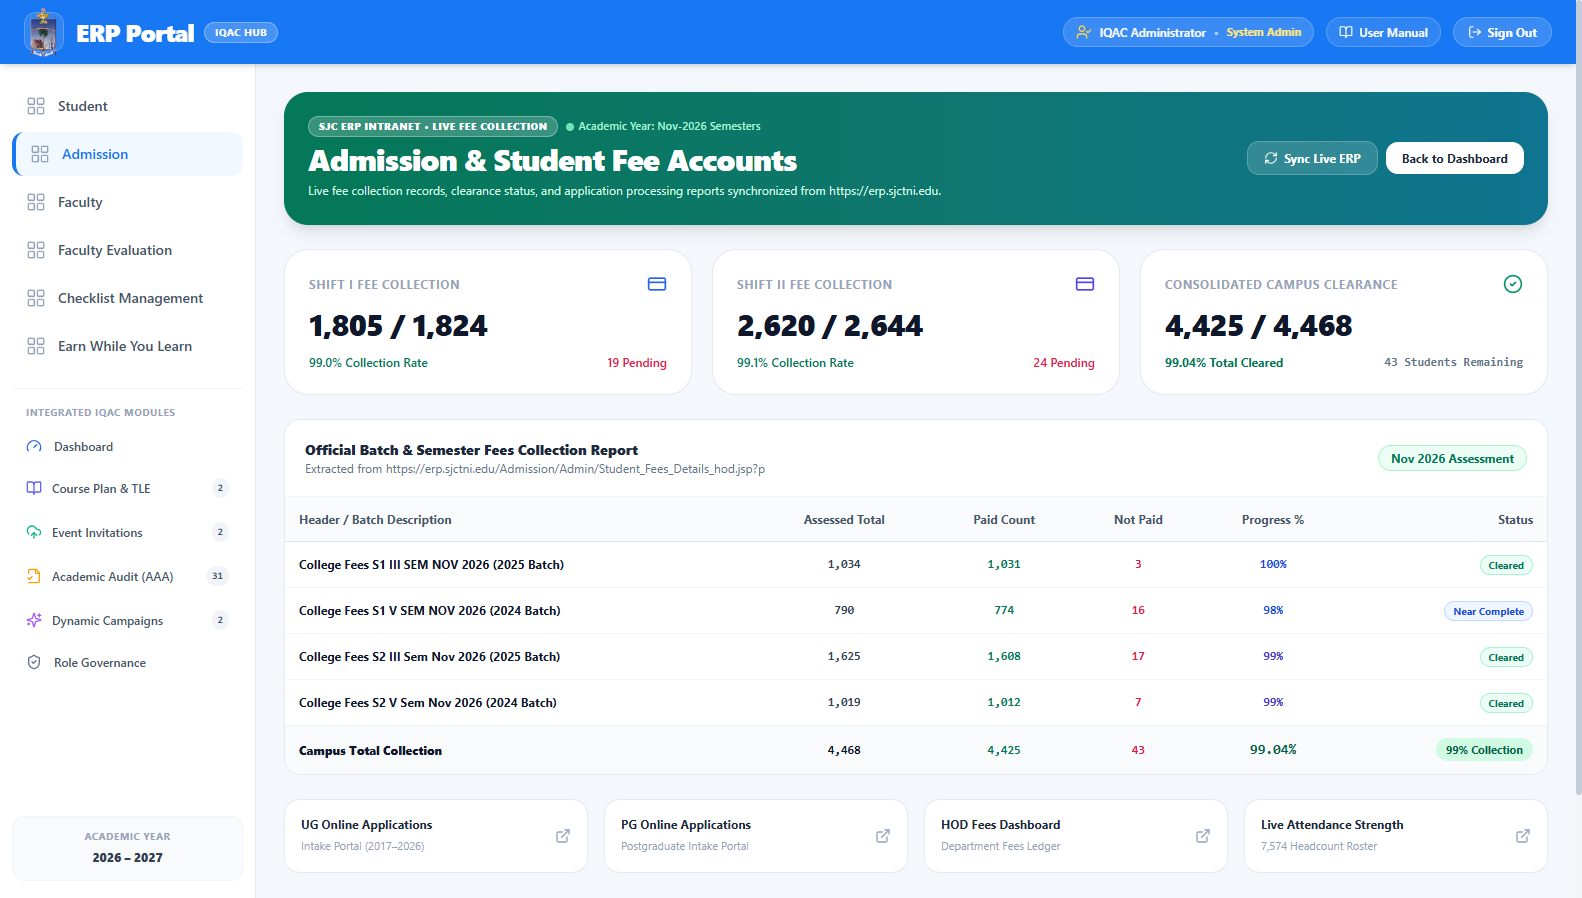 ERP Portal
IQAC HUB
IQAC Administrator • System Admin
User Manual
Sign Out
Student
Admission
Faculty
Faculty Evaluation
Checklist Management
Earn While You Learn
INTEGRATED IQAC MODULES
Dashboard
Course Plan & TLE 2
Event Invitations 2
Academic Audit (AAA) 31
Dynamic Campaigns 2
Role Governance
ACADEMIC YEAR
2026 – 2027
SJC ERP INTRANET • LIVE FEE COLLECTION
Academic Year: Nov-2026 Semesters
Admission & Student Fee Accounts
Live fee collection records, clearance status, and application processing reports synchronized from https://erp.sjctni.edu.
Sync Live ERP
Back to Dashboard
SHIFT I FEE COLLECTION
1,805 / 1,824
99.0% Collection Rate
19 Pending
SHIFT II FEE COLLECTION
2,620 / 2,644
99.1% Collection Rate
24 Pending
CONSOLIDATED CAMPUS CLEARANCE
4,425 / 4,468
99.04% Total Cleared
43 Students Remaining
Official Batch & Semester Fees Collection Report
Extracted from https://erp.sjctni.edu/Admission/Admin/Student_Fees_Details_hod.jsp?p
Nov 2026 Assessment
Header / Batch Description Assessed Total Paid Count Not Paid Progress % Status
College Fees S1 III SEM NOV 2026 (2025 Batch) 1,034 1,031 3 100% Cleared
College Fees S1 V SEM NOV 2026 (2024 Batch) 790 774 16 98% Near Complete
College Fees S2 III Sem Nov 2026 (2025 Batch) 1,625 1,608 17 99% Cleared
College Fees S2 V Sem Nov 2026 (2024 Batch) 1,019 1,012 7 99% Cleared
Campus Total Collection 4,468 4,425 43 99.04% 99% Collection
UG Online Applications
Intake Portal (2017–2026)
PG Online Applications
Postgraduate Intake Portal
HOD Fees Dashboard
Department Fees Ledger
Live Attendance Strength
7,574 Headcount Roster